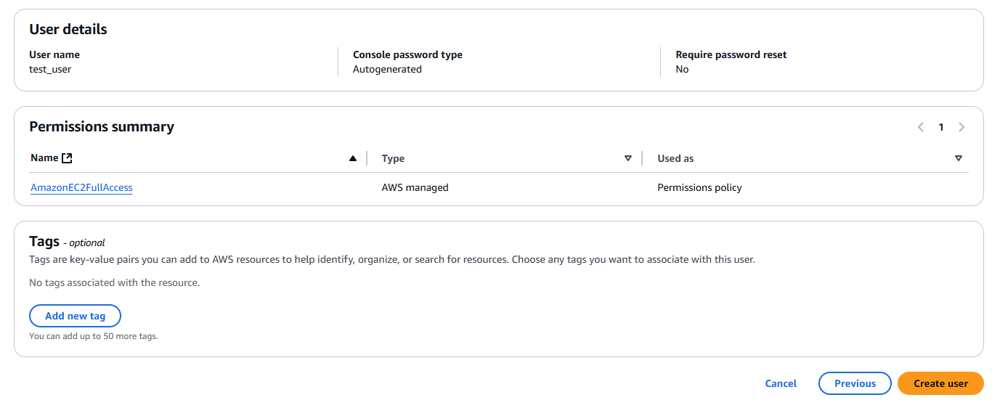 User details
User name
test_user
Console password type
Autogenerated
Require password reset
No
Permissions summary
1
Name
Type
Used as
AmazonEC2FullAccess
AWS managed
Permissions policy
Tags - optional
Tags are key-value pairs you can add to AWS resources to help identify, organize, or search for resources. Choose any tags you want to associate with this user.
No tags associated with the resource.
Add new tag
You can add up to 50 more tags.
Cancel
Previous
Create user